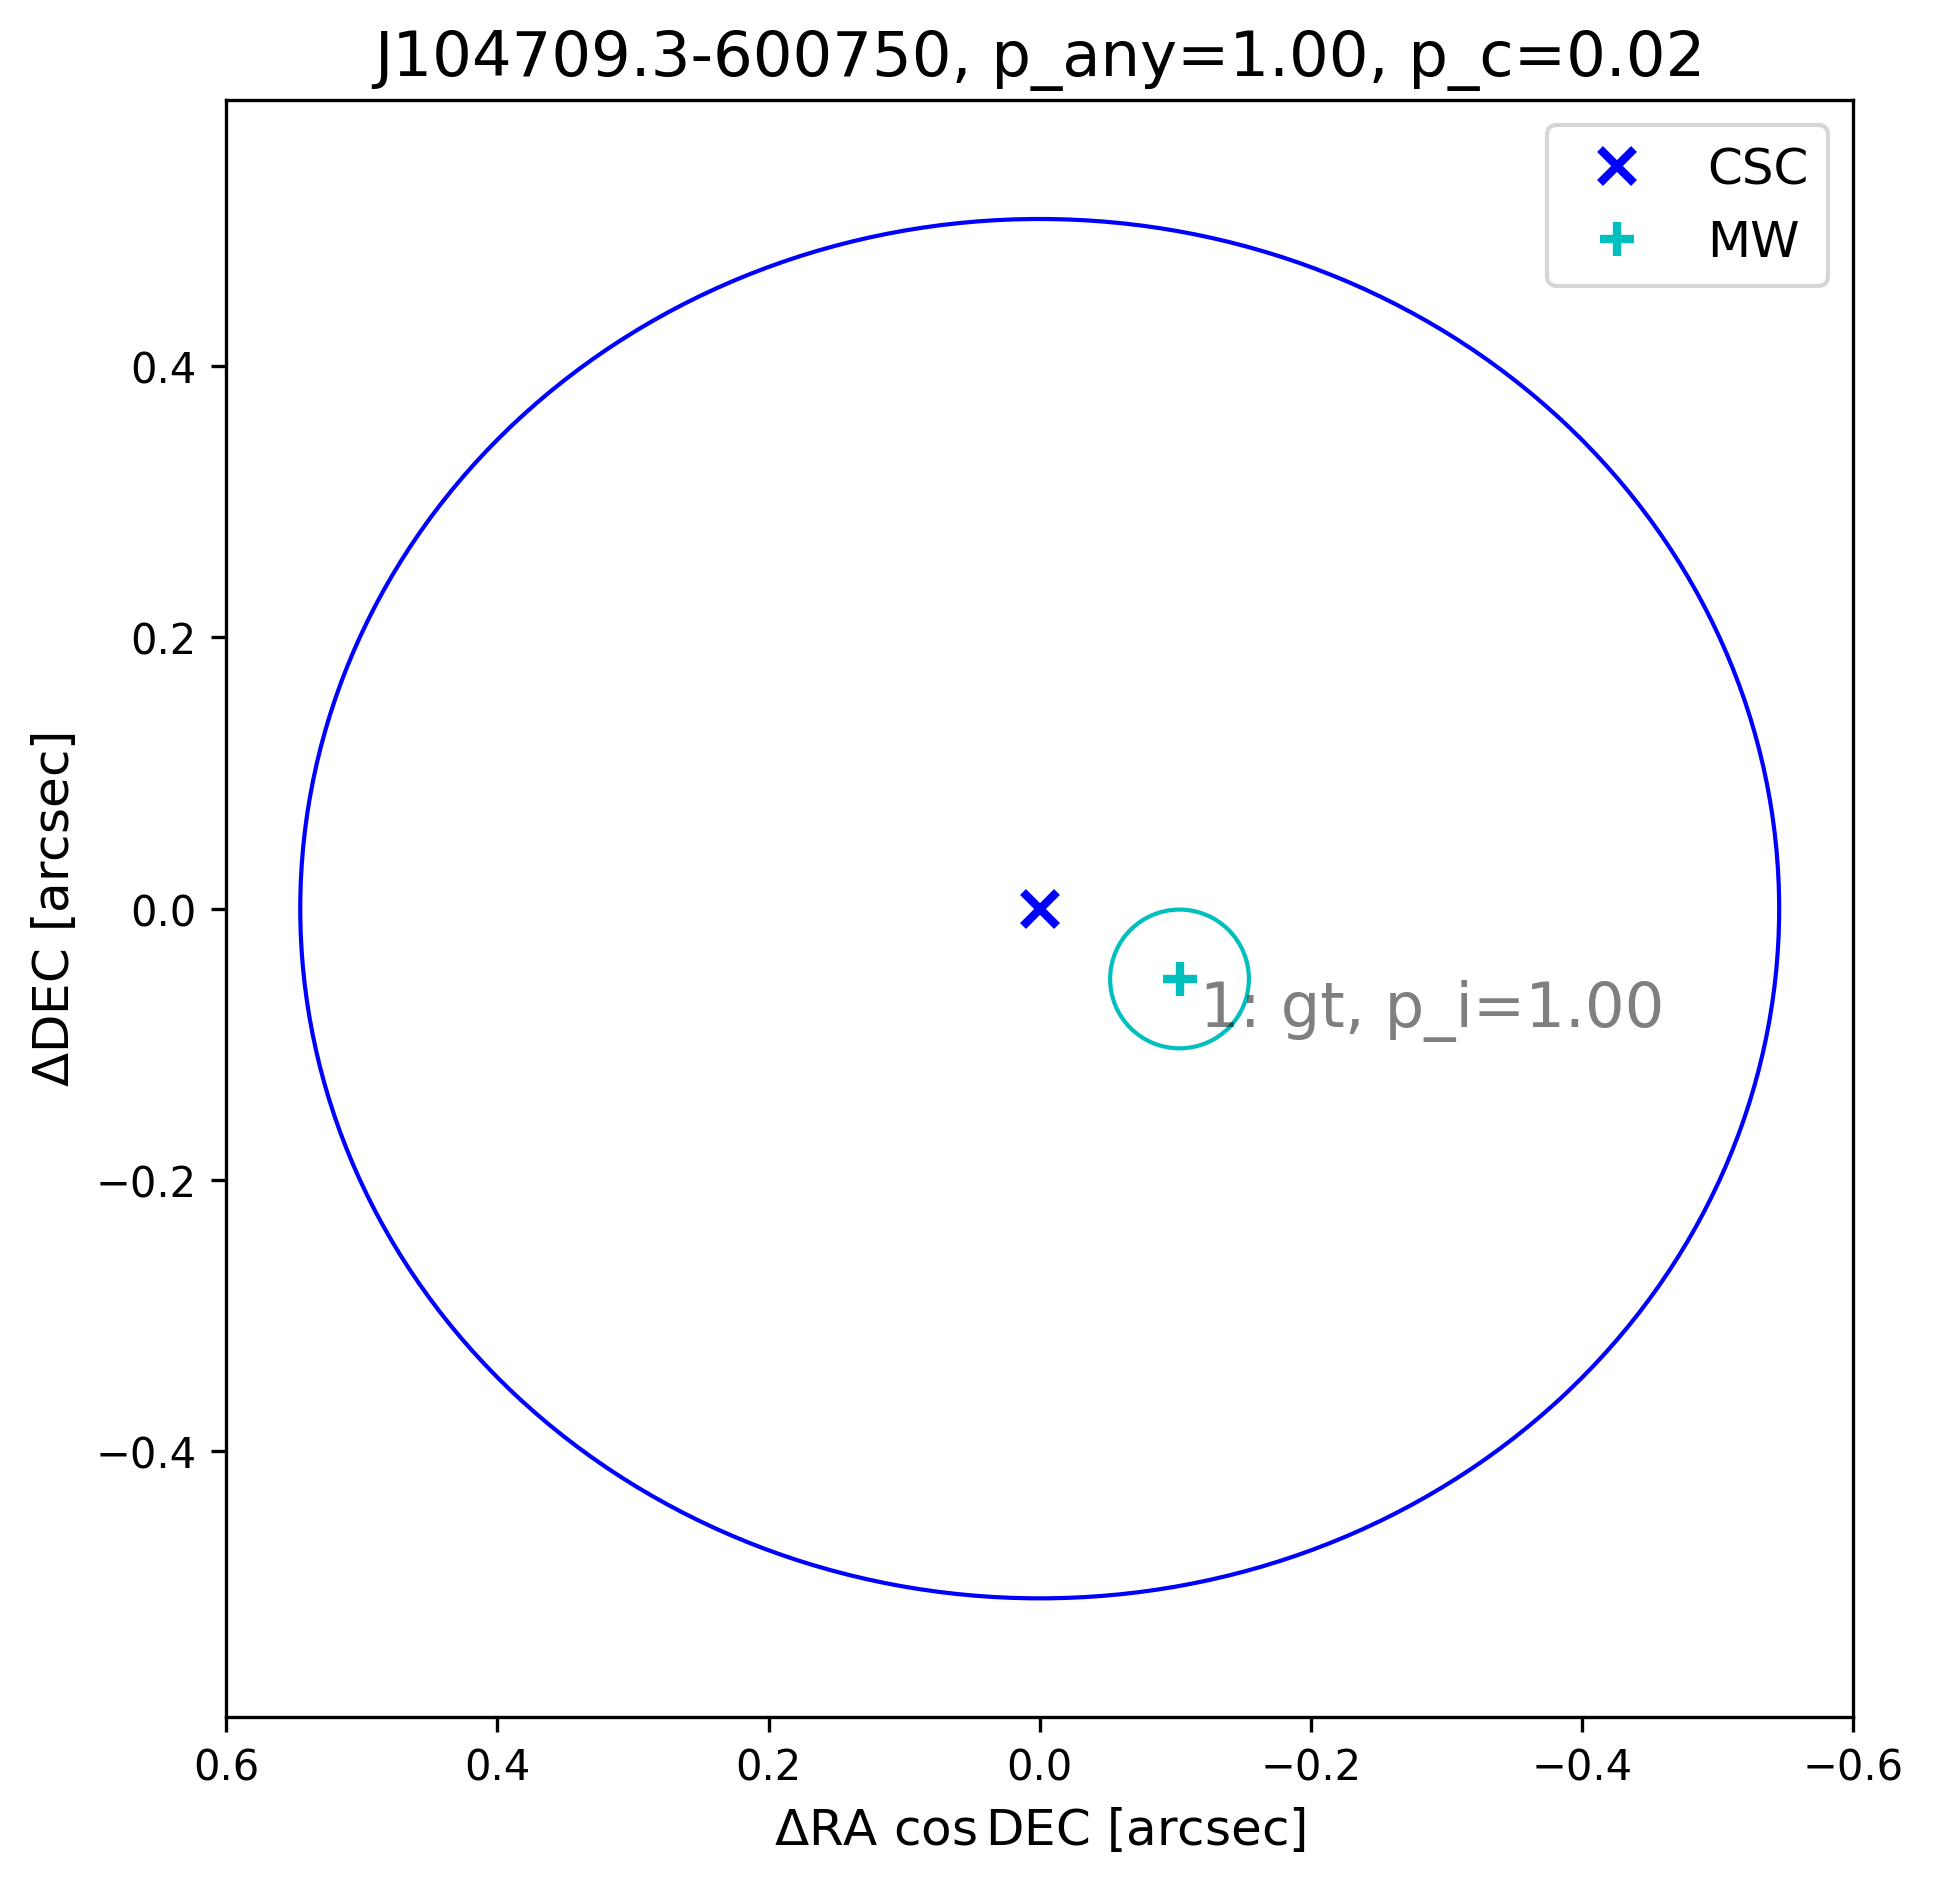 J104709.3-600750, p_any=1.00, p_c=0.02
CSC
MW
0.4
0.2
0.0
−0.2
−0.4
ΔDEC [arcsec]
1: gt, p_i=1.00
0.6 0.4 0.2 0.0 −0.2 −0.4 −0.6
ΔRA cos DEC [arcsec]